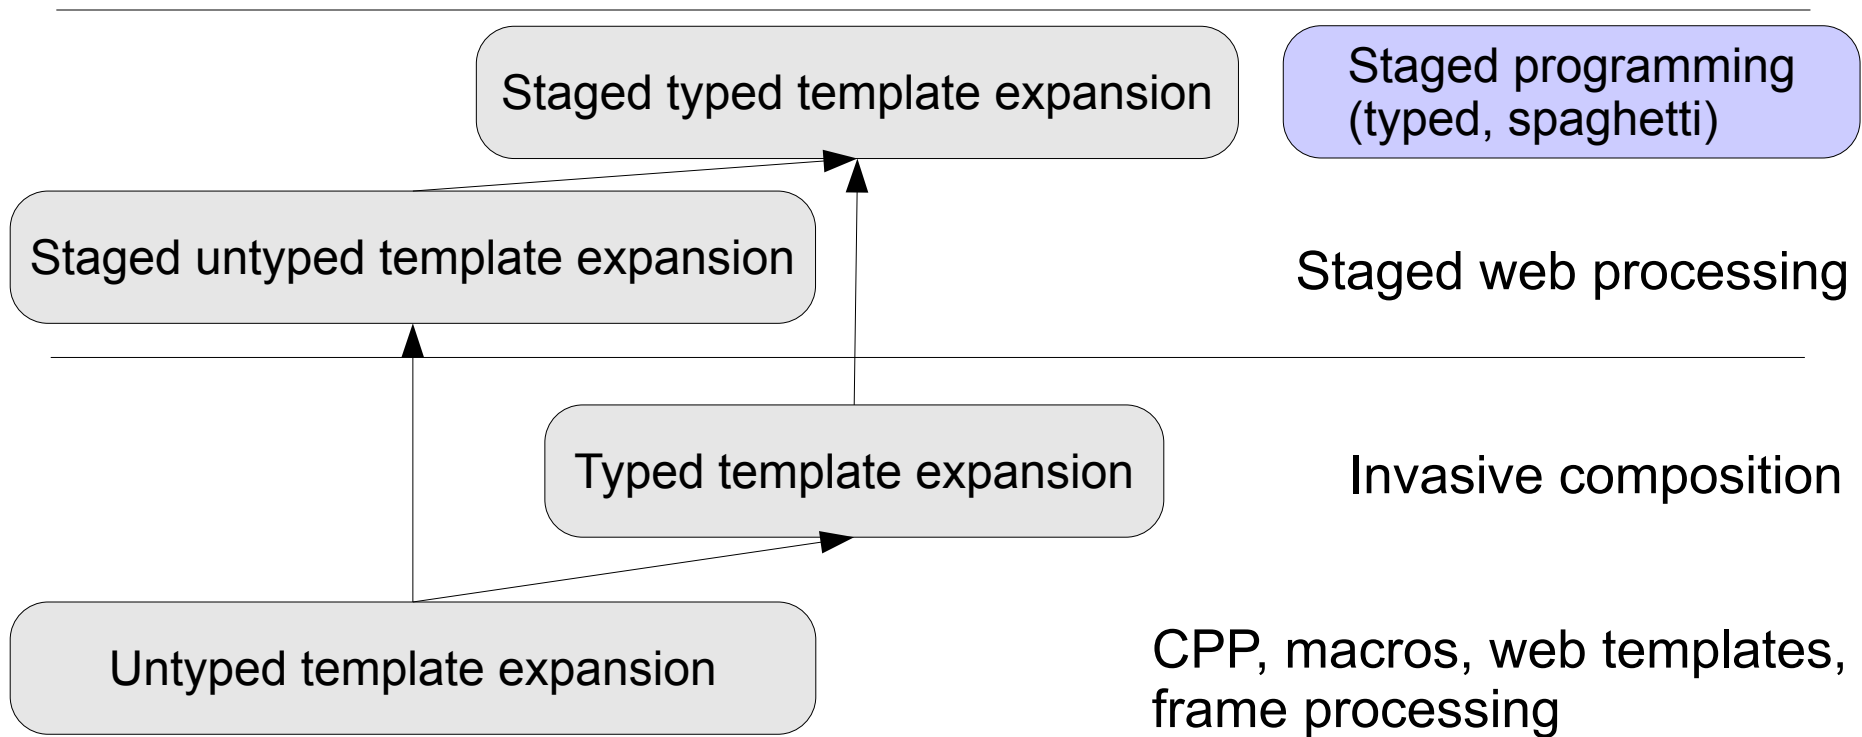 Staged typed template expansion
Staged programming
(typed, spaghetti)
Staged untyped template expansion
Staged web processing
Typed template expansion
Invasive composition
Untyped template expansion
CPP, macros, web templates,
frame processing